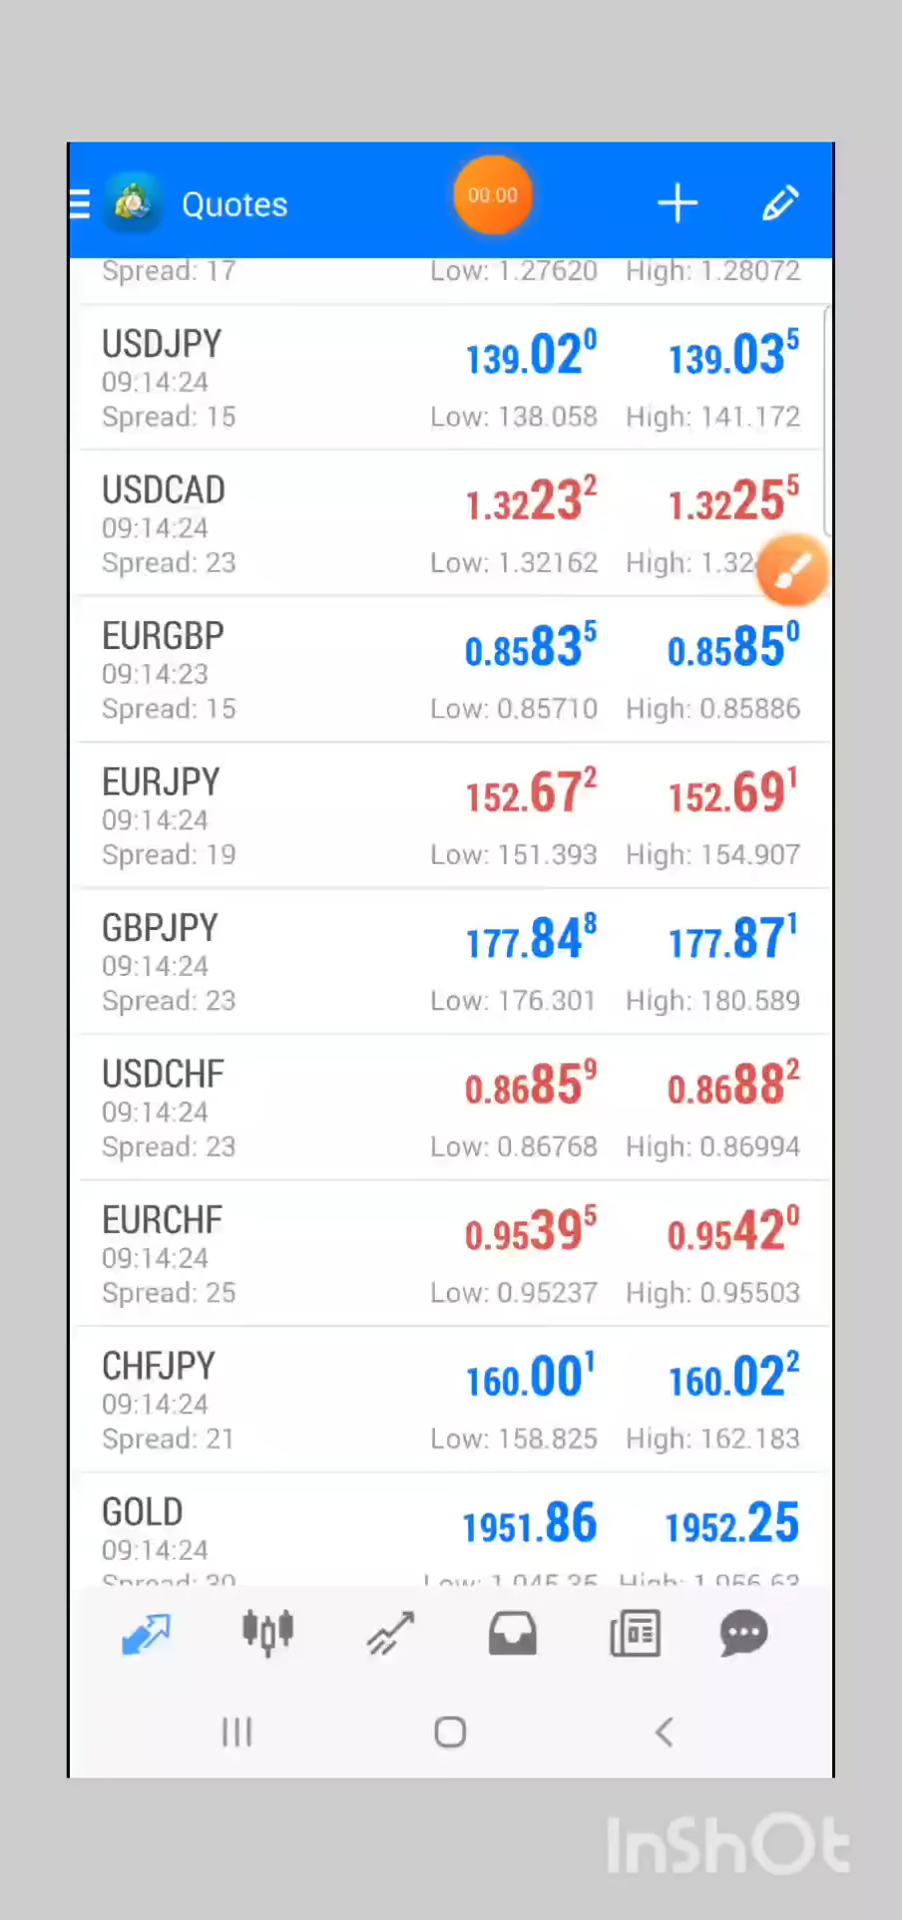 Quotes
00:00
Spread: 17 Low: 1.27620 High: 1.28072
USDJPY 139.020 139.035
09:14:24
Spread: 15 Low: 138.058 High: 141.172
USDCAD 1.32232 1.32255
09:14:24
Spread: 23 Low: 1.32162 High: 1.32
EURGBP 0.85835 0.85850
09:14:23
Spread: 15 Low: 0.85710 High: 0.85886
EURJPY 152.672 152.691
09:14:24
Spread: 19 Low: 151.393 High: 154.907
GBPJPY 177.848 177.871
09:14:24
Spread: 23 Low: 176.301 High: 180.589
USDCHF 0.86859 0.86882
09:14:24
Spread: 23 Low: 0.86768 High: 0.86994
EURCHF 0.95395 0.95420
09:14:24
Spread: 25 Low: 0.95237 High: 0.95503
CHFJPY 160.001 160.022
09:14:24
Spread: 21 Low: 158.825 High: 162.183
GOLD 1951.86 1952.25
09:14:24
Spread: Low: High:
InShOt